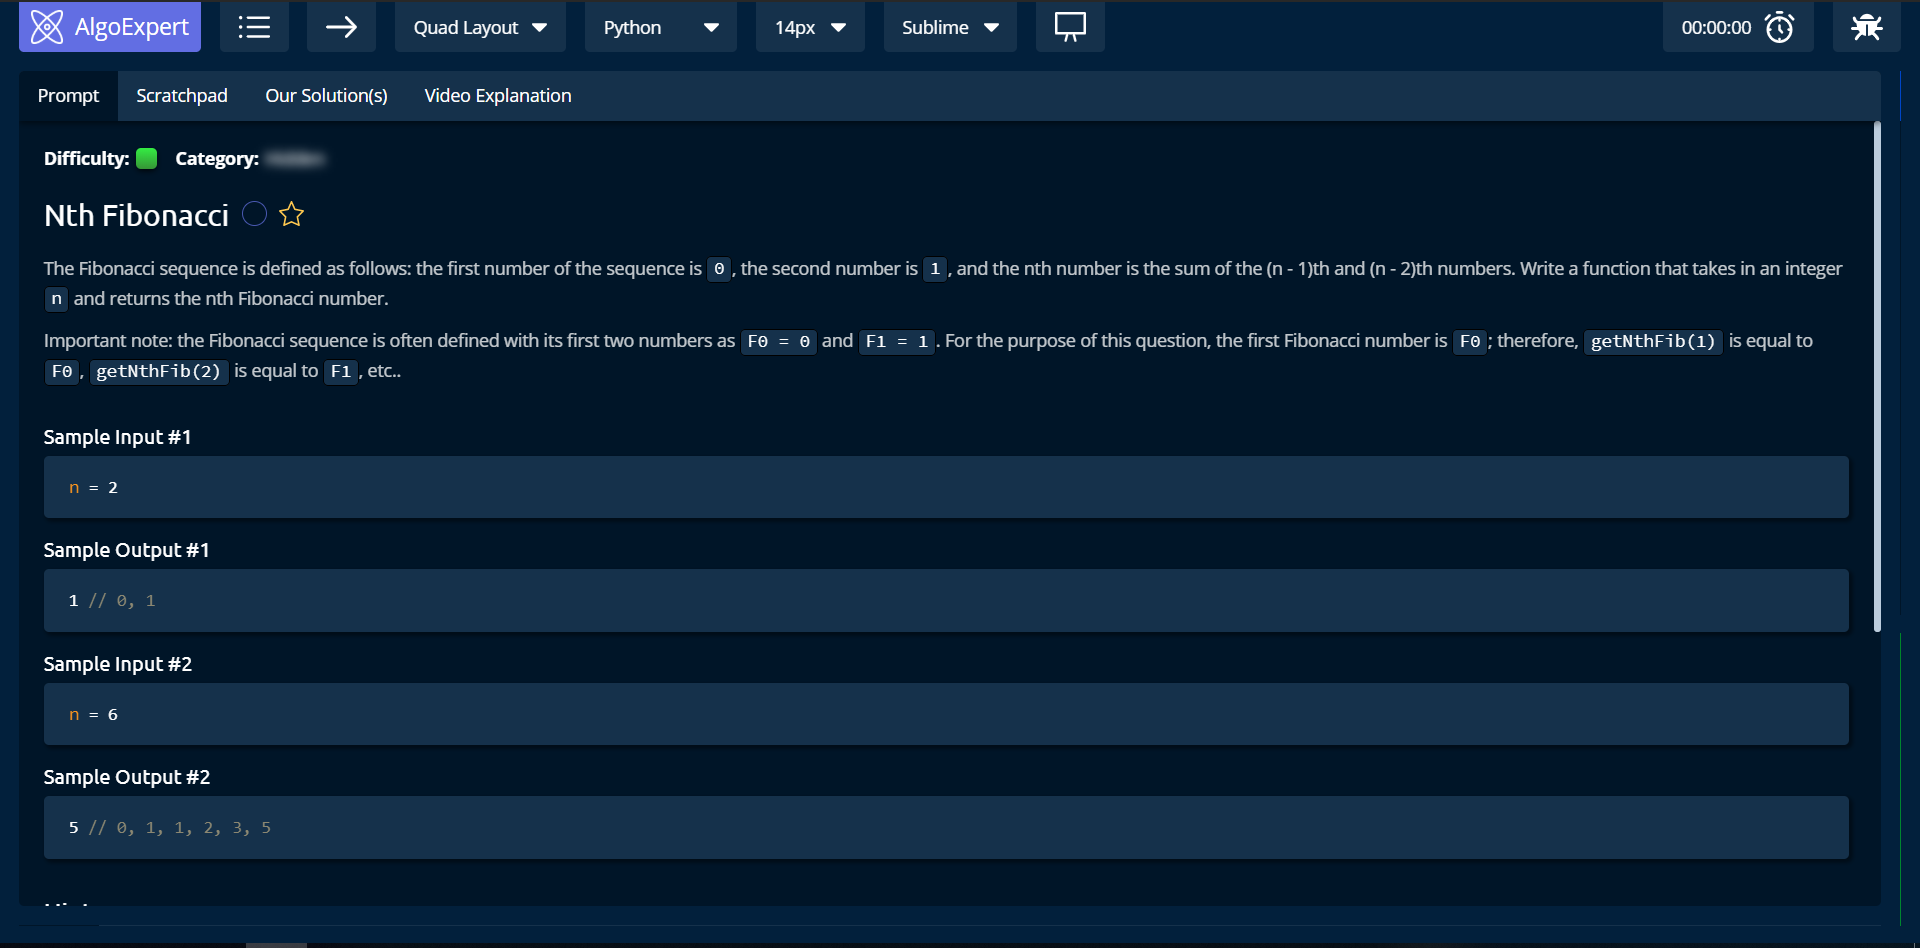 AlgoExpert Quad Layout Python 14px Sublime 00:00:00
Prompt Scratchpad Our Solution(s) Video Explanation
Difficulty: Category:
Nth Fibonacci
The Fibonacci sequence is defined as follows: the first number of the sequence is 0, the second number is 1, and the nth number is the sum of the (n - 1)th and (n - 2)th numbers. Write a function that takes in an integer
n and returns the nth Fibonacci number.
Important note: the Fibonacci sequence is often defined with its first two numbers as F0 = 0 and F1 = 1. For the purpose of this question, the first Fibonacci number is F0; therefore, getNthFib(1) is equal to
F0, getNthFib(2) is equal to F1, etc..
Sample Input #1
n = 2
Sample Output #1
1 // 0, 1
Sample Input #2
n = 6
Sample Output #2
5 // 0, 1, 1, 2, 3, 5